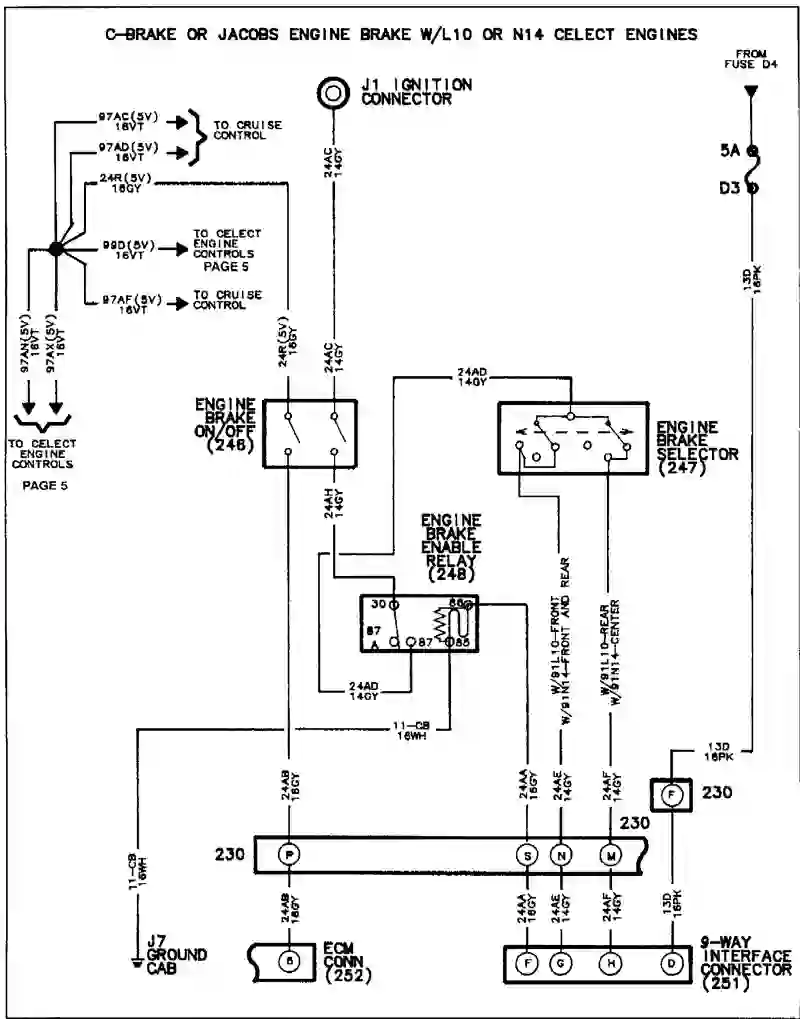 C-BRAKE OR JACOBS ENGINE BRAKE W/L10 OR N14 CELECT ENGINES
FROM
FUSE D4
J1 IGNITION
CONNECTOR
97AC(5V)
16VT
TO CRUISE
CONTROL
97AD(5V)
16VT
24R(5V)
16GY
24AC
14GY
5A
D3
99D(5V)
16VT
TO CELECT
ENGINE
CONTROLS
PAGE 5
97AF(5V)
16VT
TO CRUISE
CONTROL
13D
16PK
97AN(5V)
16VT
97AX(5V)
16VT
24R(5V)
16GY
24AC
14GY
24AD
14GY
TO CELECT
ENGINE
CONTROLS
PAGE 5
ENGINE
BRAKE
ON/OFF
(246)
A
ENGINE
BRAKE
SELECTOR
(247)
24AH
14GY
ENGINE
BRAKE
ENABLE
RELAY
(248)
30
86
87
A
87
85
W/91L10-FRONT
W/91N14-FRONT AND REAR
W/91L10-REAR
W/91N14-CENTER
24AD
14GY
11-CB
16WH
13D
16PK
24AB
16GY
24AA
16GY
24AE
14GY
24AF
14GY
F
230
230
230
P
S
N
M
11-CB
16WH
24AB
16GY
24AA
16GY
24AE
14GY
24AF
14GY
13D
16PK
J7
GROUND
CAB
B
ECM
CONN
(252)
F
G
H
D
9-WAY
INTERFACE
CONNECTOR
(251)